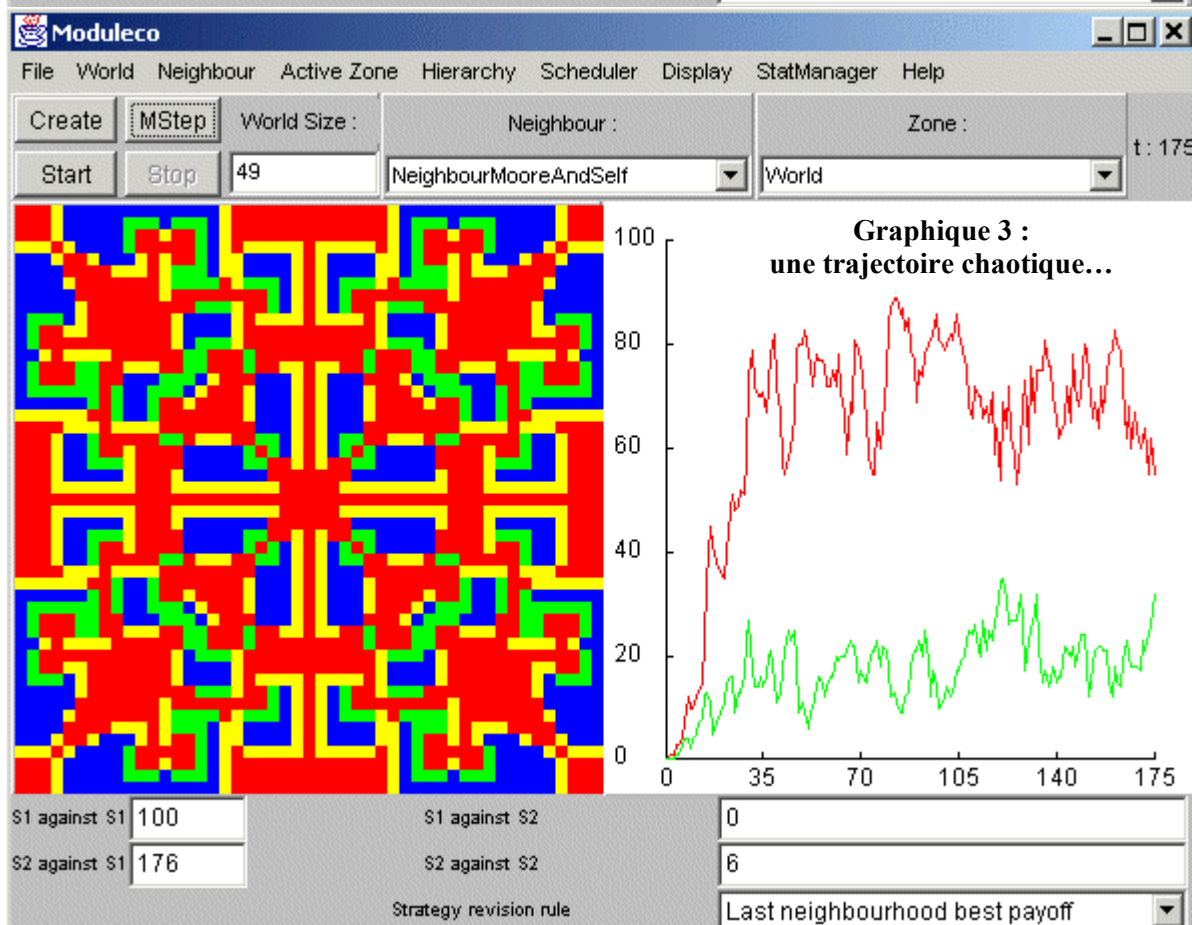 Moduleco
File World Neighbour Active Zone Hierarchy Scheduler Display StatManager Help
Create MStep World Size : Neighbour : Zone :
t : 175
Start Stop 49 NeighbourMooreAndSelf World
Graphique 3 :
une trajectoire chaotique…
100
80
60
40
20
0
0 35 70 105 140 175
S1 against S1 100 S1 against S2 0
S2 against S1 176 S2 against S2 6
Strategy revision rule Last neighbourhood best payoff